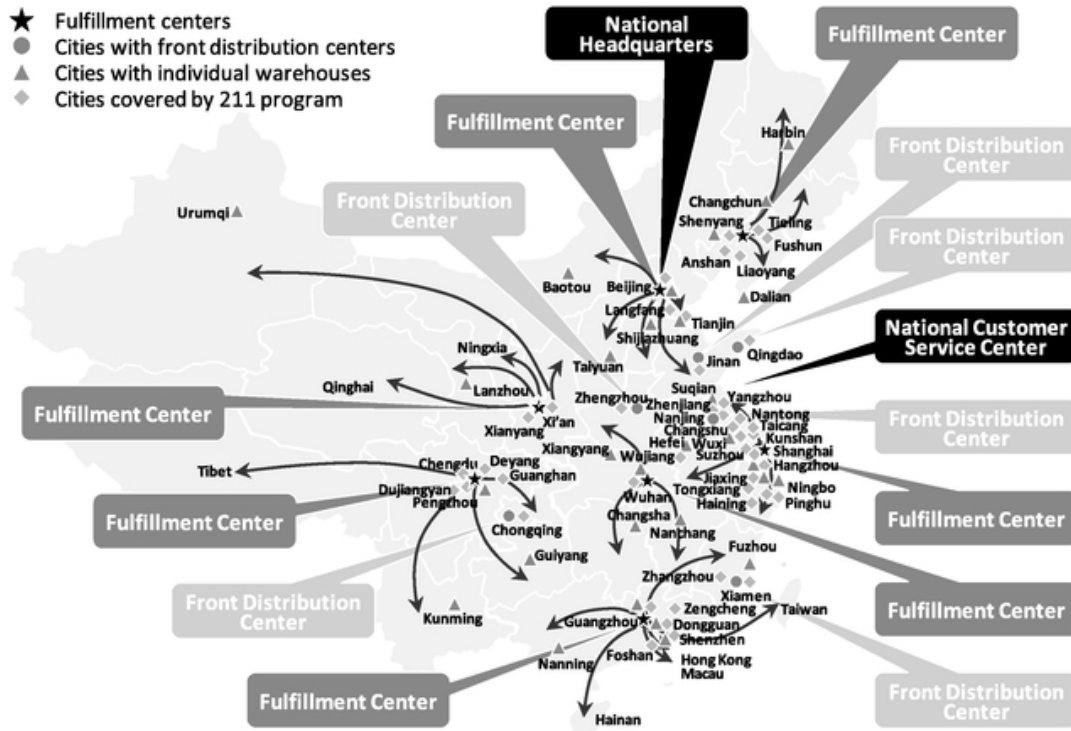 Fulfillment centers
Cities with front distribution centers
Cities with individual warehouses
Cities covered by 211 program
National
Headquarters
Fulfillment Center
Fulfillment Center
Front Distribution
Center
Front Distribution
Center
Front Distribution
Center
National Customer
Service Center
Front Distribution
Center
Fulfillment Center
Fulfillment Center
Fulfillment Center
Fulfillment Center
Front Distribution
Center
Fulfillment Center
Front Distribution
Center
Harbin
Urumqi
Changchun
Shenyang
Tieling
Fushun
Anshan
Liaoyang
Baotou
Beijing
Dalian
Langfang
Tianjin
Shijiazhuang
Ningxia
Taiyuan
Jinan
Qingdao
Qinghai
Lanzhou
Suqian
Yangzhou
Zhengzhou
Zhenjiang
Nantong
Nanjing
Taicang
Xi'an
Changshu
Kunshan
Xianyang
Hefei
Wuxi
Shanghai
Xiangyang
Wujiang
Suzhou
Hangzhou
Tibet
Chengdu
Deyang
Guanghan
Jiaxing
Ningbo
Dujiangyan
Pengzhou
Wuhan
Tongxiang
Haining
Pinghu
Chongqing
Changsha
Nanchang
Guiyang
Fuzhou
Zhangzhou
Xiamen
Kunming
Zengcheng
Taiwan
Guangzhou
Dongguan
Shenzhen
Nanning
Foshan
Hong Kong
Macau
Hainan